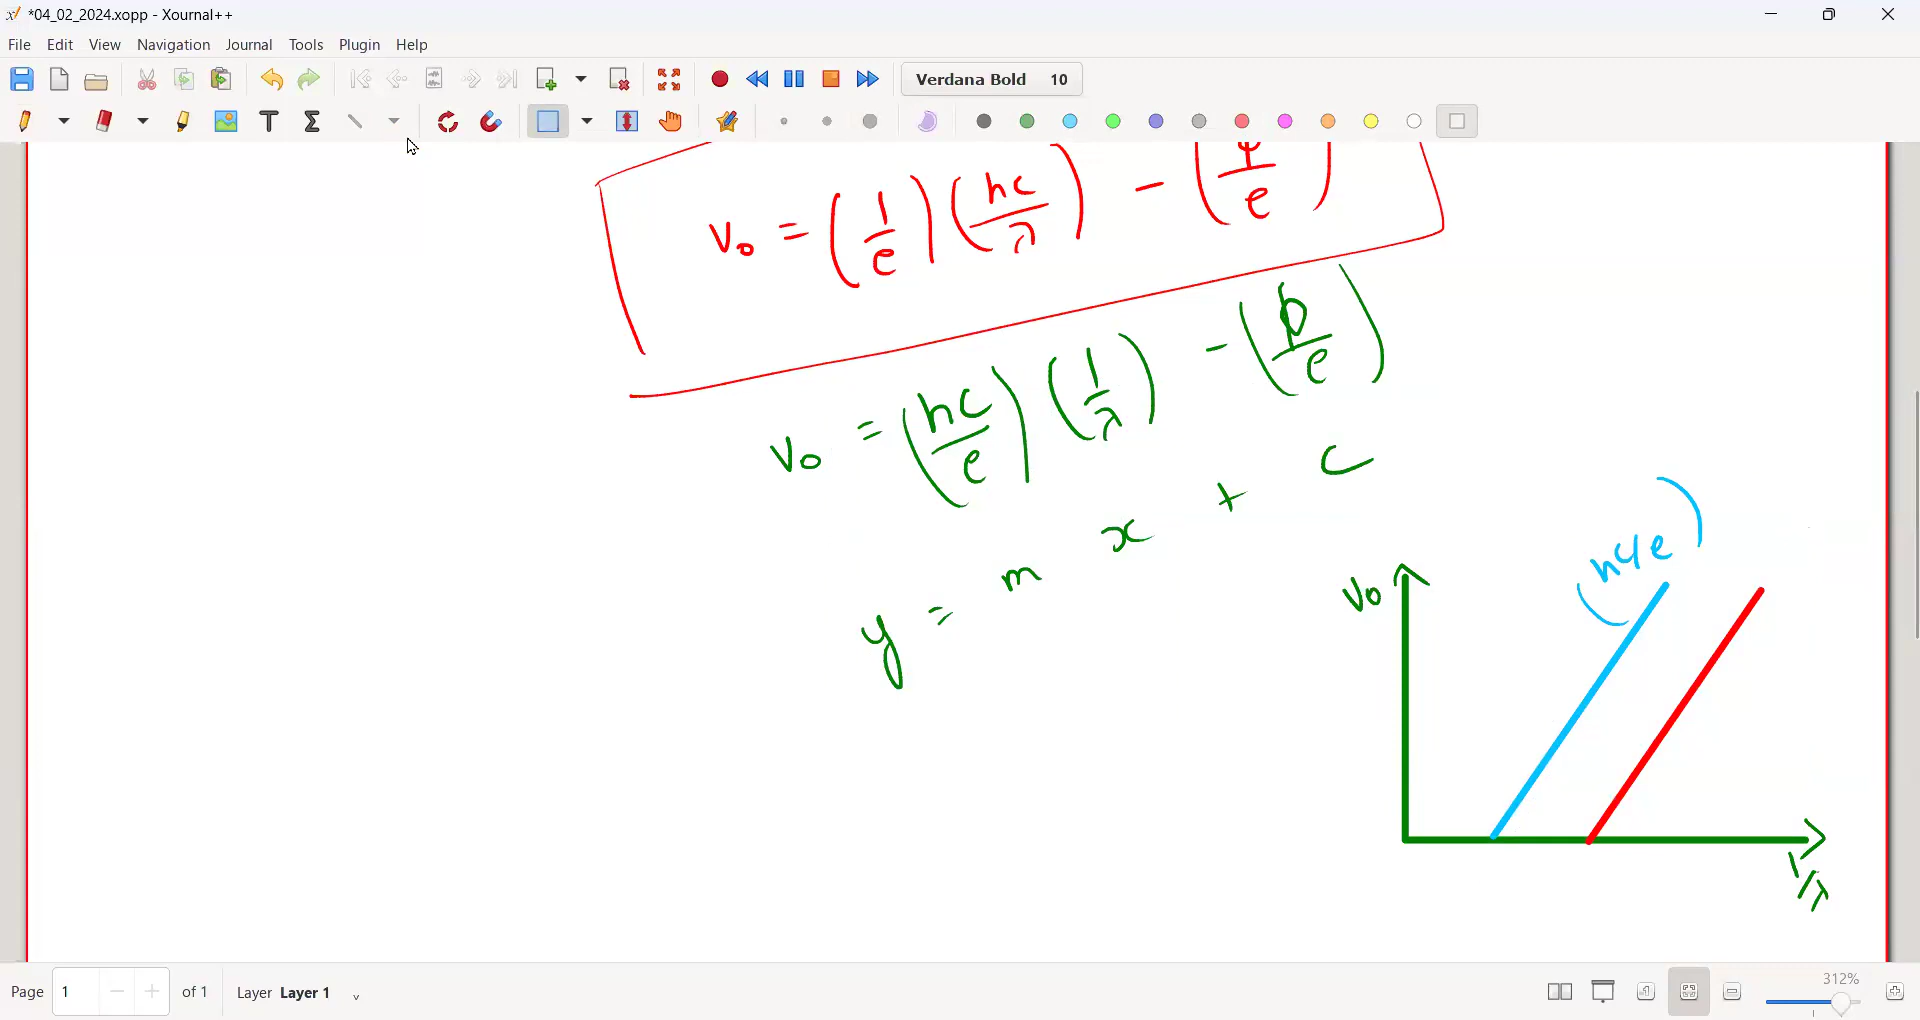 *04_02_2024.xopp - Xournal++
File Edit View Navigation Journal Tools Plugin Help
Verdana Bold 10
V₀ = (1/e) (hc/λ) - (φ/e)
V₀ = (hc/e) (1/λ) - (φ/e)
y = m x + c
(hc/e)
V₀
1/λ
Page 1 of 1 Layer Layer 1
312%